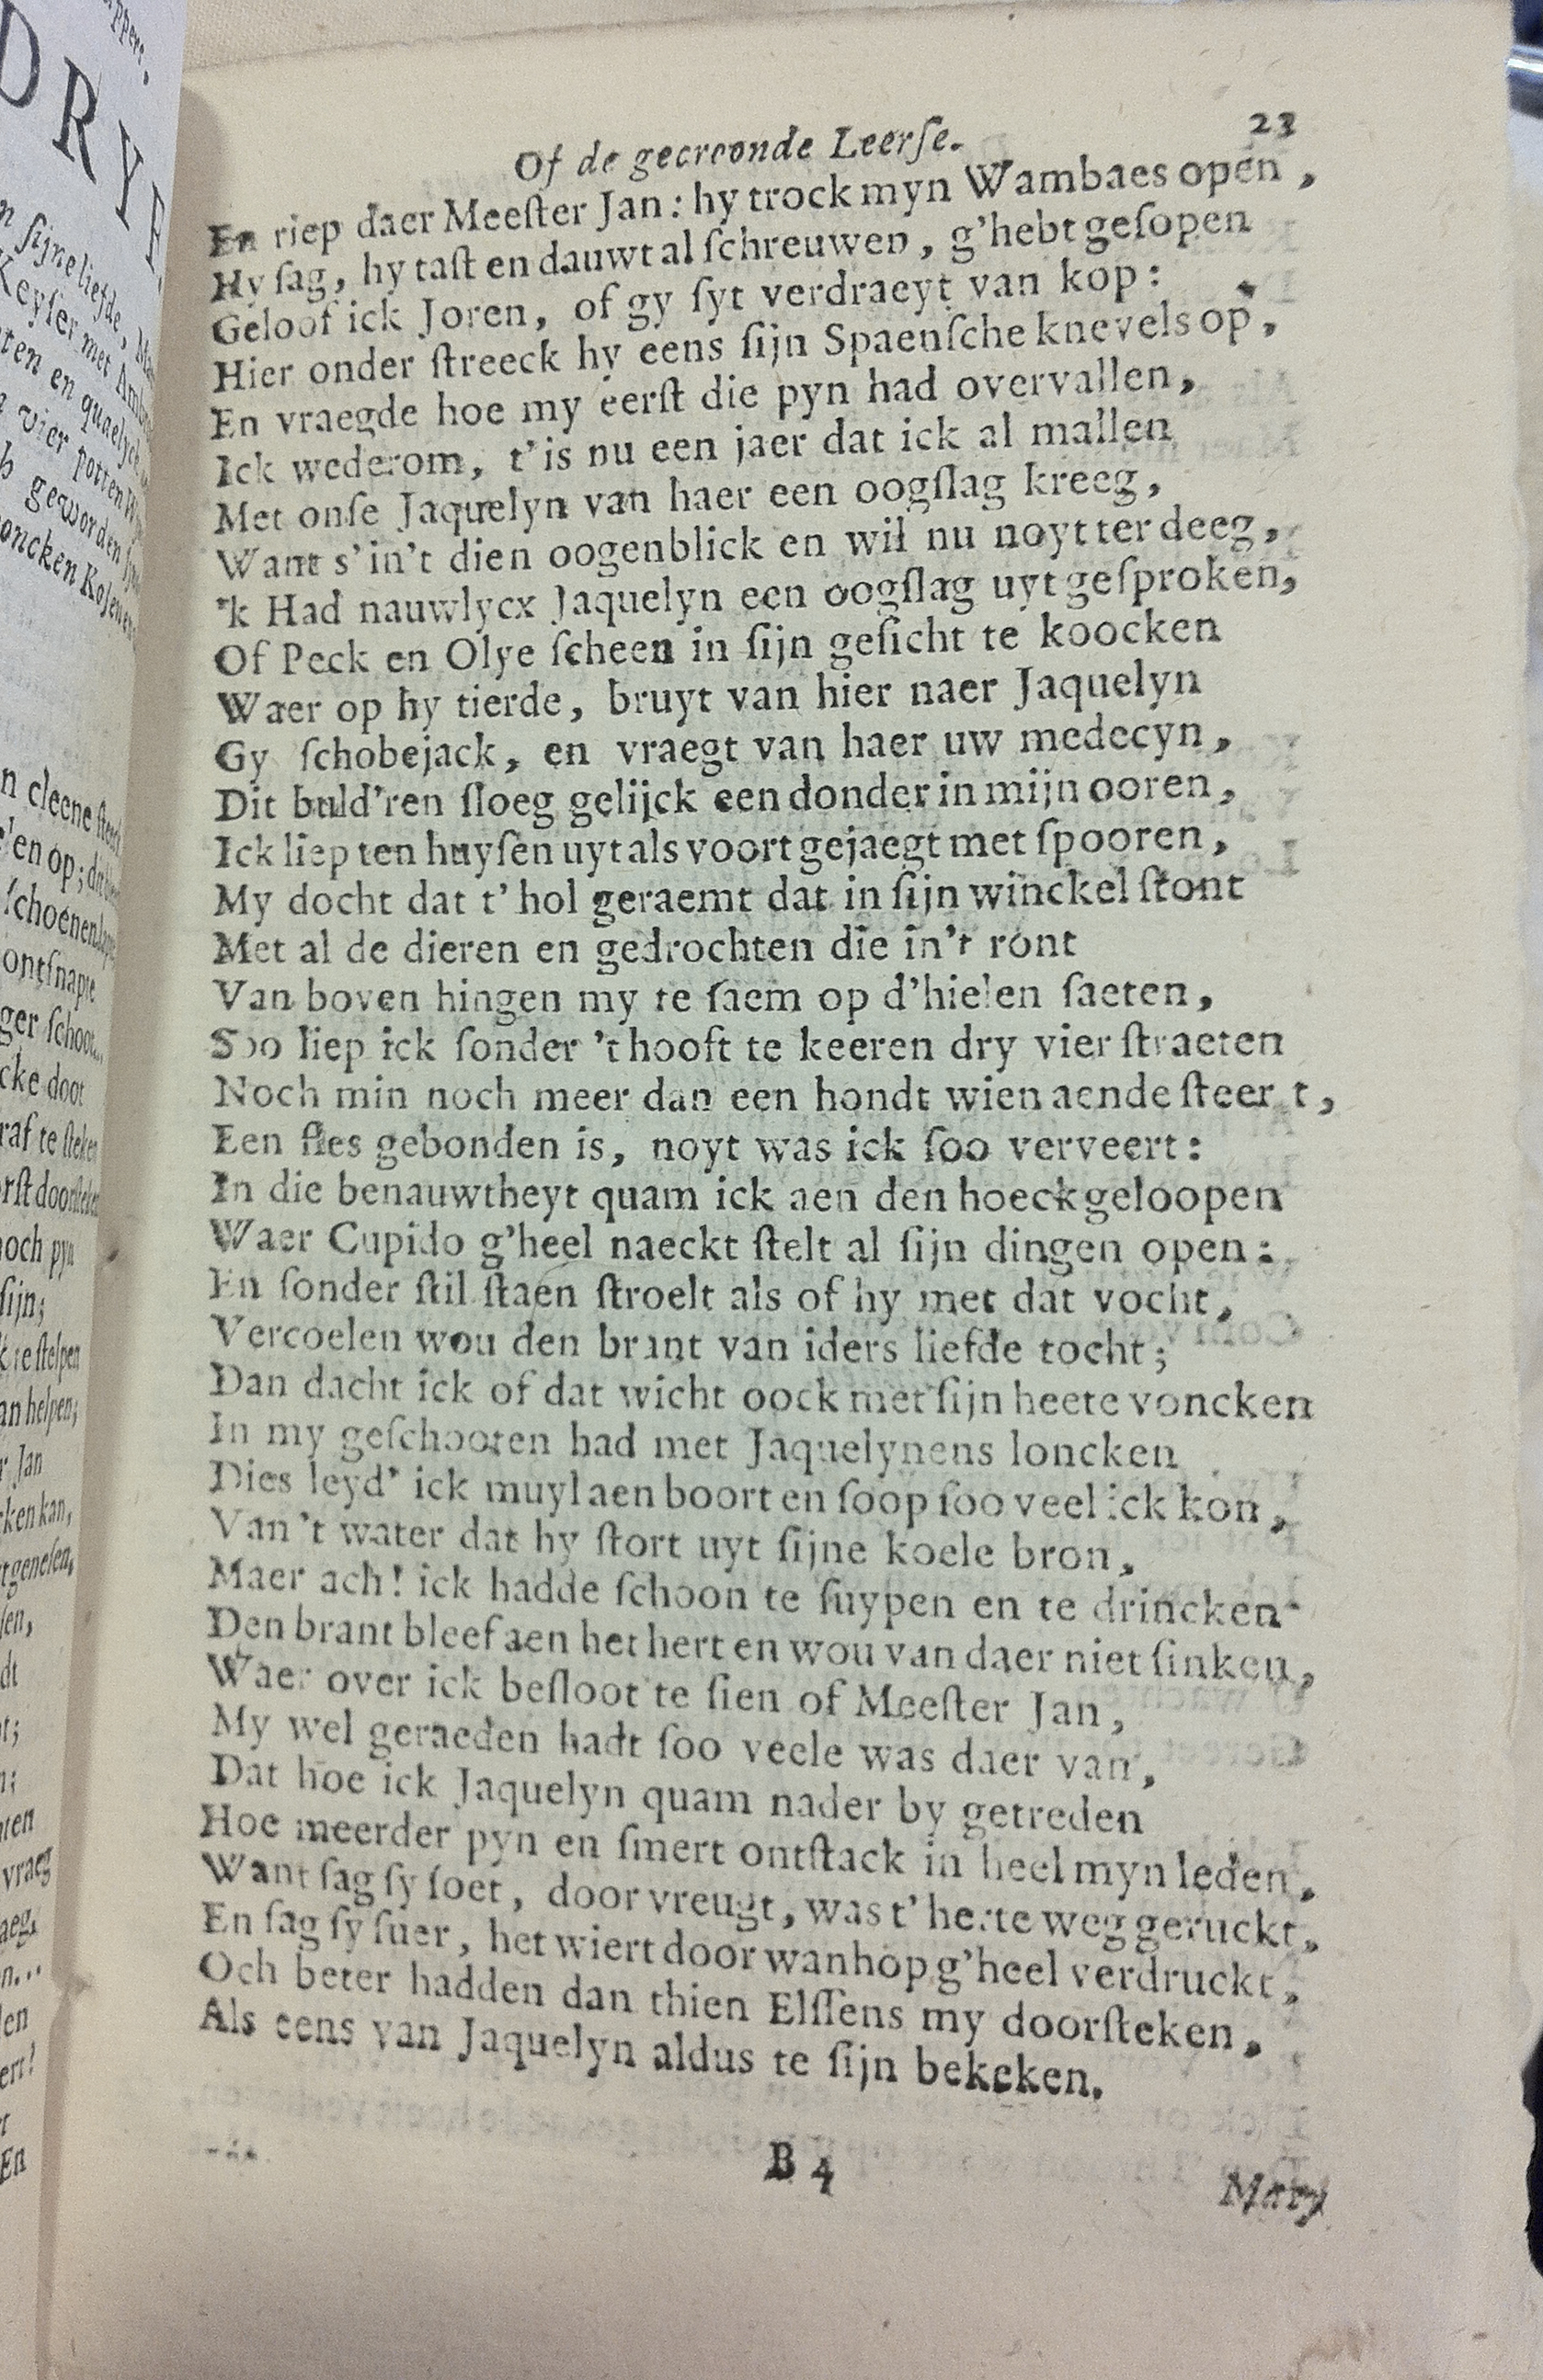 Of de gecroonde Leerſe. 23
En riep daer Meeſter Jan: hy trock myn Wambaes open,
Hy ſag, hy taſt en dauwt al ſchreuwen, g'hebt geſopen
Geloof ick Joren, of gy ſyt verdraeyt van kop:
Hier onder ſtreeck hy eens ſijn Spaenſche knevels op,
En vraegde hoe my eerſt die pyn had overvallen,
Ick wederom, t'is nu een jaer dat ick al mallen
Met onſe Jaquelyn van haer een oogſlag kreeg,
Want s'in't dien oogenblick en wil nu noyt ter deeg,
'k Had nauwlycx Jaquelyn een oogſlag uyt geſproken,
Of Peck en Olye ſcheen in ſijn geſicht te koocken
Waer op hy tierde, bruyt van hier naer Jaquelyn
Gy ſchobejack, en vraegt van haer uw medecyn,
Dit buld'ren ſloeg gelijck een donder in mijn ooren,
Ick liep ten huyſen uyt als voort gejaegt met ſpooren,
My docht dat t' hol geraemt dat in ſijn winckel ſtont
Met al de dieren en gedrochten die in't ront
Van boven hingen my te ſaem op d'hielen ſaeten,
Soo liep ick ſonder 't hooft te keeren dry vier ſtraeten
Noch min noch meer dan een hondt wien aende ſteert,
Een fles gebonden is, noyt was ick ſoo verveert:
In die benauwtheyt quam ick aen den hoeck geloopen
Waer Cupido g'heel naeckt ſtelt al ſijn dingen open:
En ſonder ſtil ſtaen ſtroelt als of hy met dat vocht,
Vercoelen wou den brant van iders liefde tocht;
Dan dacht ick of dat wicht oock met ſijn heete voncken
In my geſchooten had met Jaquelynens loncken
Dies leyd' ick muyl aen boort en ſoop ſoo veel ick kon,
Van 't water dat hy ſtort uyt ſijne koele bron,
Maer ach! ick hadde ſchoon te ſuypen en te drincken
Den brant bleef aen het hert en wou van daer niet ſinken,
Waer over ick beſloot te ſien of Meeſter Jan,
My wel geraeden hadt ſoo veele was daer van,
Dat hoe ick Jaquelyn quam nader by getreden
Hoe meerder pyn en ſmert ontſtack in heel myn leden,
Want ſag ſy ſoet, door vreugt, was t' herte weg geruckt,
En ſag ſy ſuer, het wiert door wanhop g'heel verdruckt,
Och beter hadden dan thien Elſſens my doorſteken,
Als eens van Jaquelyn aldus te ſijn bekeken.
B 4
Mary